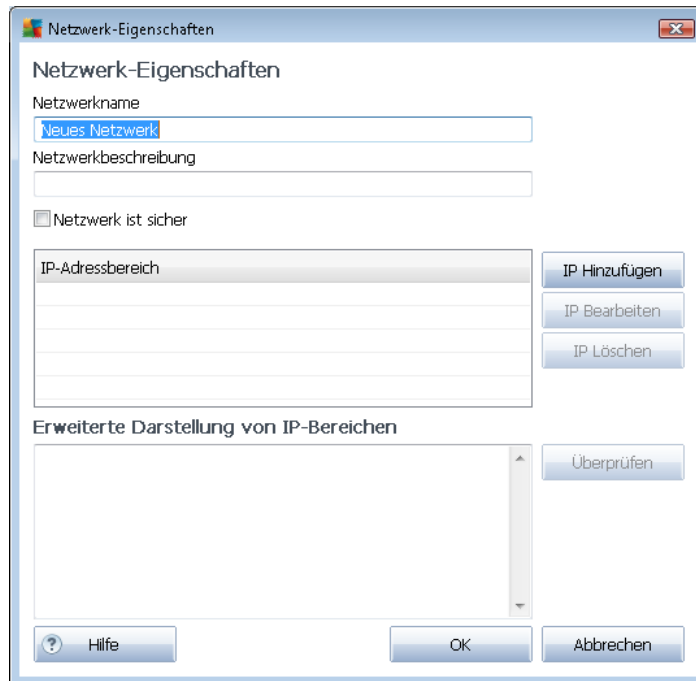 Netzwerk-Eigenschaften
Netzwerk-Eigenschaften
Netzwerkname
Neues Netzwerk
Netzwerkbeschreibung
Netzwerk ist sicher
IP-Adressbereich
IP Hinzufügen
IP Bearbeiten
IP Löschen
Erweiterte Darstellung von IP-Bereichen
Überprüfen
? Hilfe
OK
Abbrechen